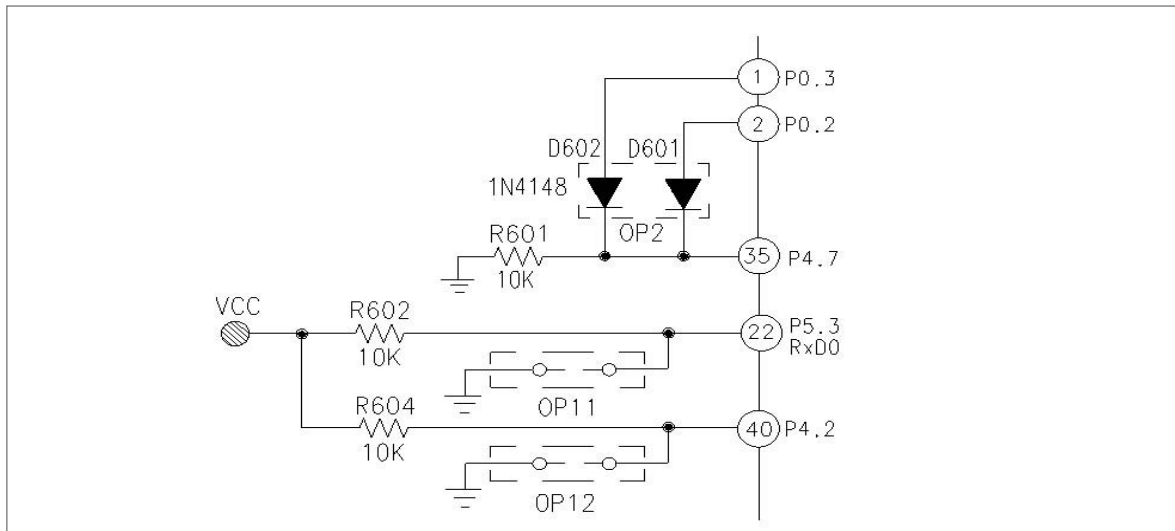 1 P0.3
2 P0.2
D602 D601
1N4148
OP2
R601
10K
35 P4.7
VCC
R602
10K
22 P5.3
RxD0
OP11
R604
10K
40 P4.2
OP12